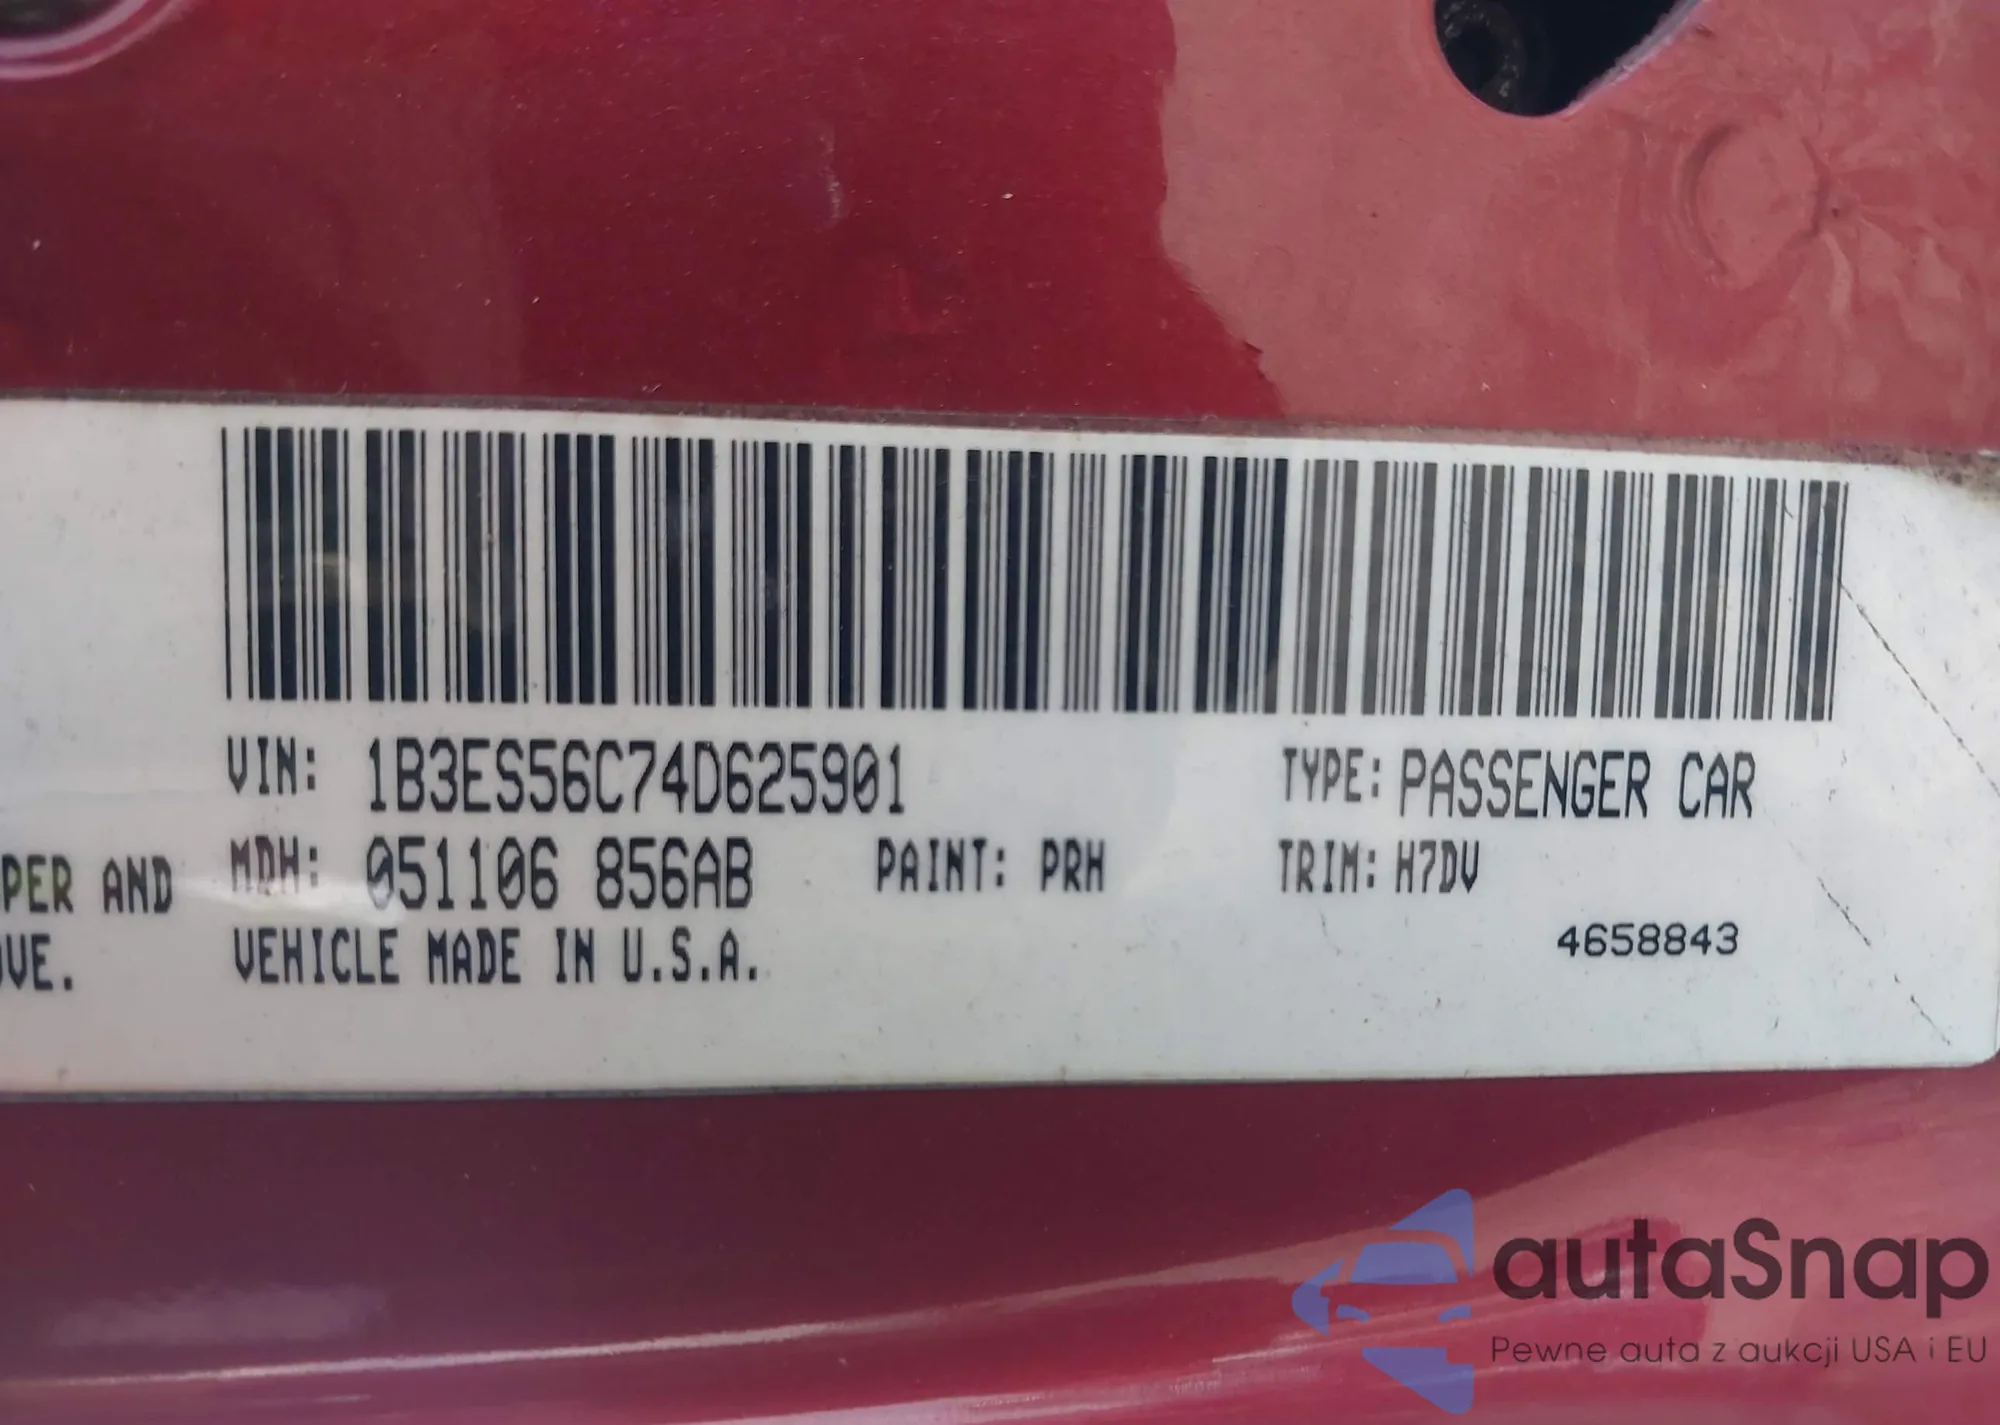 VIN: 1B3ES56C74D625901 TYPE: PASSENGER CAR
PER AND MDH: 051106 856AB PAINT: PRH TRIM: H7DV
VE. VEHICLE MADE IN U.S.A. 4658843
autaSnap
Pewne auta z aukcji USA i EU